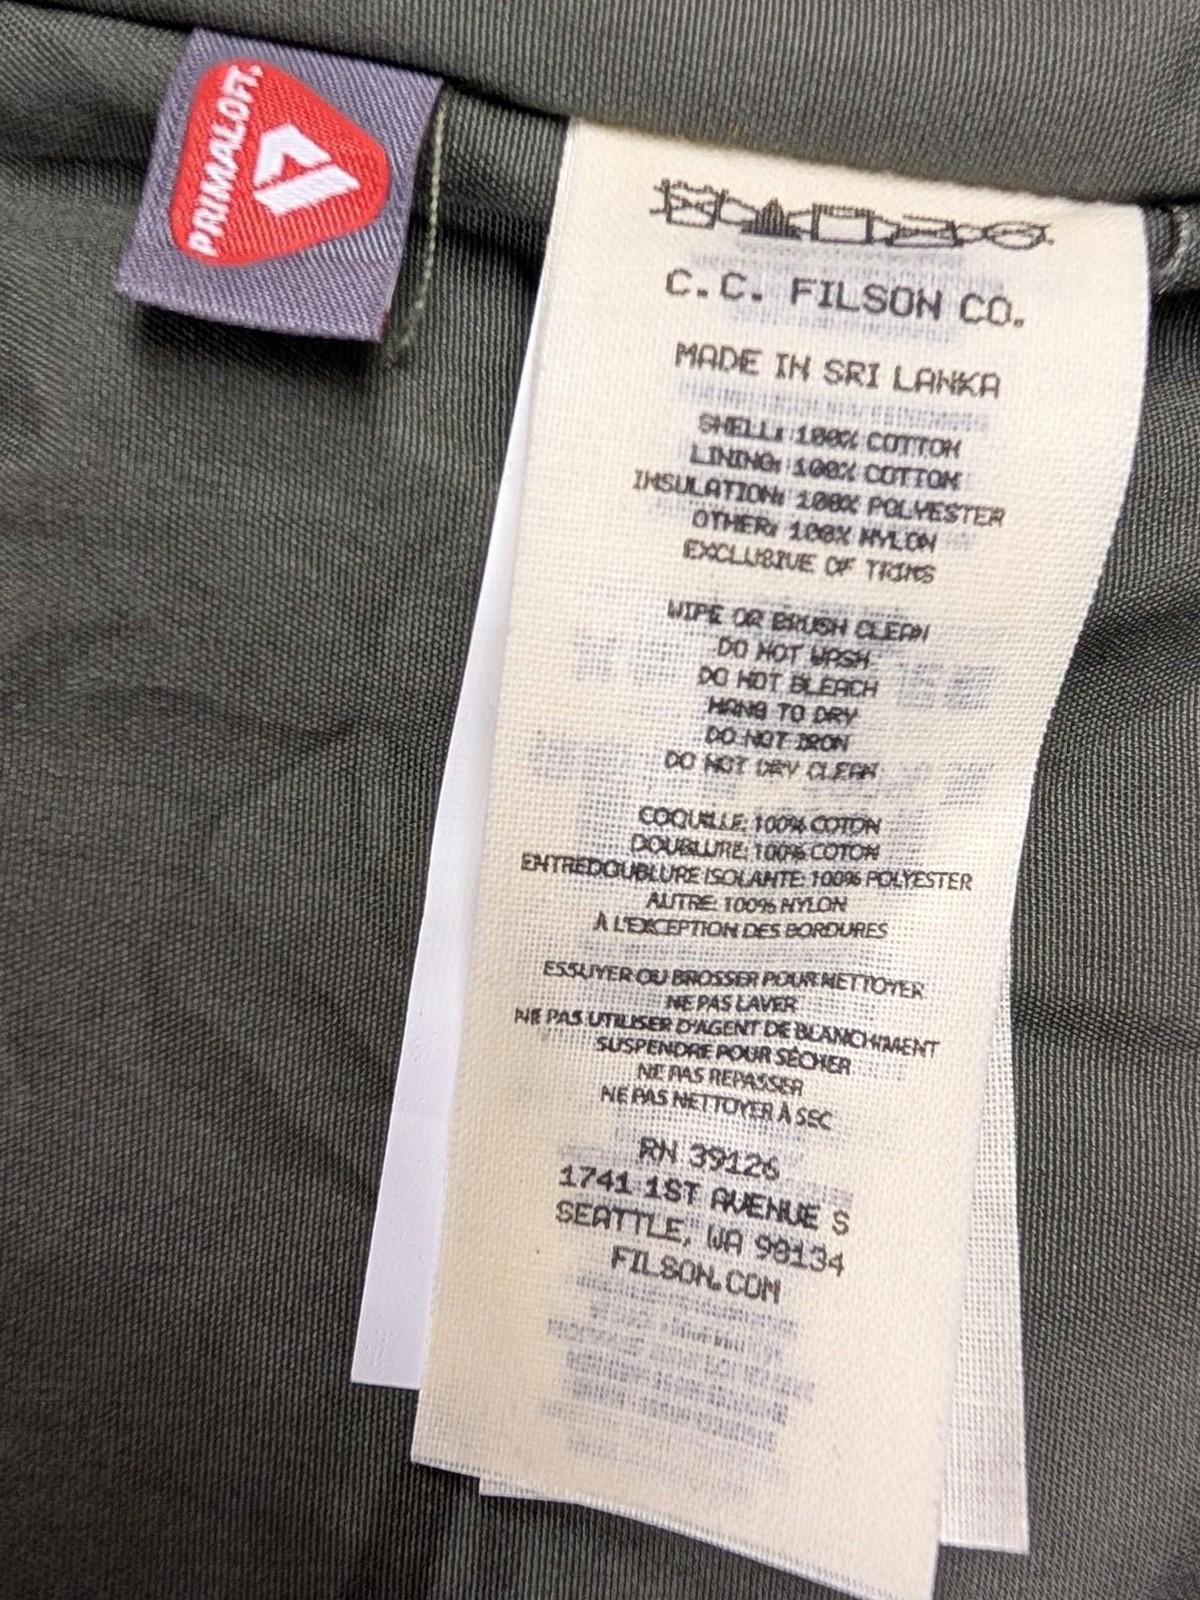 PRIMALOFT.
C.C. FILSON CO.
MADE IN SRI LANKA
SHELL: 100% COTTON
LINING: 100% COTTON
INSULATION: 100% POLYESTER
OTHER: 100% NYLON
EXCLUSIVE OF TRIMS
WIPE OR BRUSH CLEAN
DO NOT WASH
DO NOT BLEACH
HANG TO DRY
DO NOT IRON
DO NOT DRY CLEAN
COQUILLE: 100% COTON
DOUBLURE: 100% COTON
ENTREDOUBLURE ISOLANTE: 100% POLYESTER
AUTRE: 100% NYLON
À L'EXCEPTION DES BORDURES
ESSUYER OU BROSSER POUR NETTOYER
NE PAS LAVER
NE PAS UTILISER D'AGENT DE BLANCHIMENT
SUSPENDRE POUR SÉCHER
NE PAS REPASSER
NE PAS NETTOYER À SEC
RN 39126
1741 1ST AVENUE S
SEATTLE, WA 98134
FILSON.COM